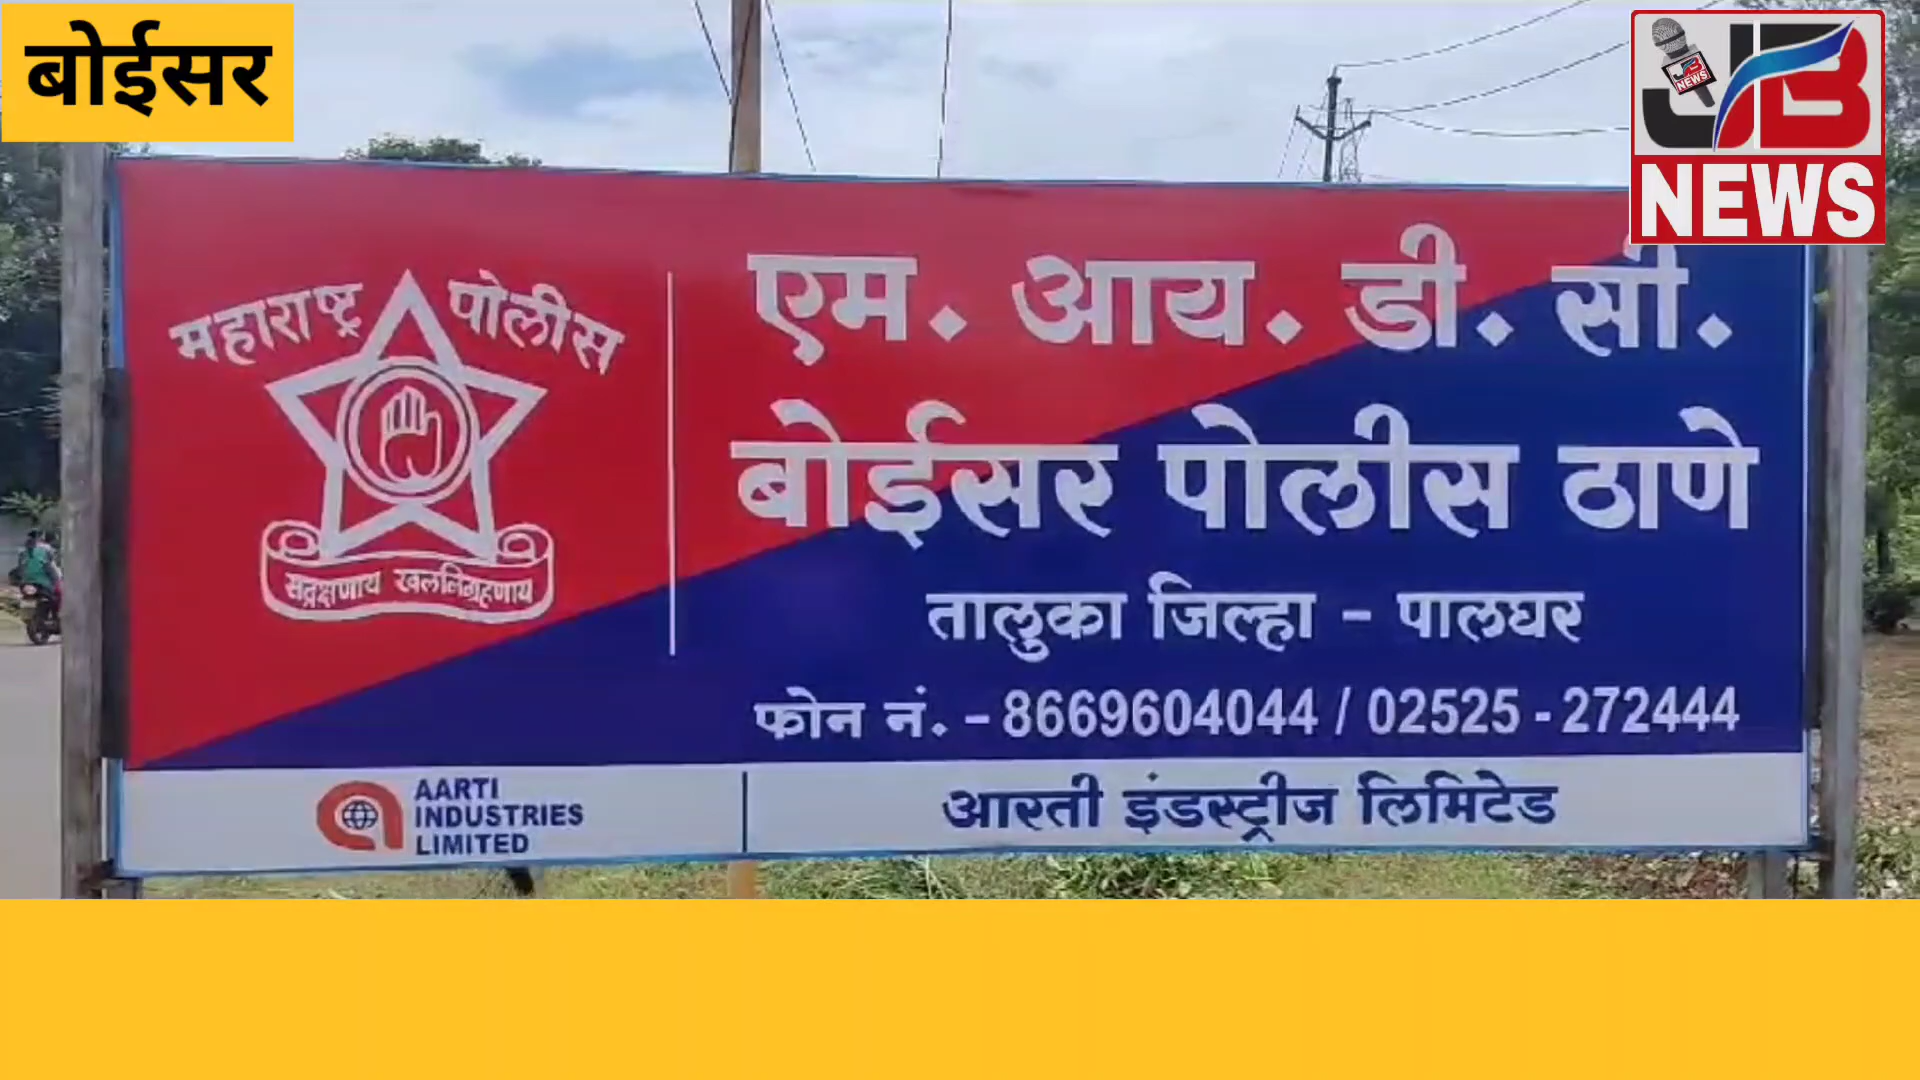 बोईसर
JB
NEWS
महाराष्ट्र पोलीस
सद्रक्षणाय खलनिग्रहणाय
एम. आय. डी. सी.
बोईसर पोलीस ठाणे
तालुका जिल्हा - पालघर
फोन नं. - 8669604044 / 02525 - 272444
AARTI
INDUSTRIES
LIMITED
आरती इंडस्ट्रीज लिमिटेड